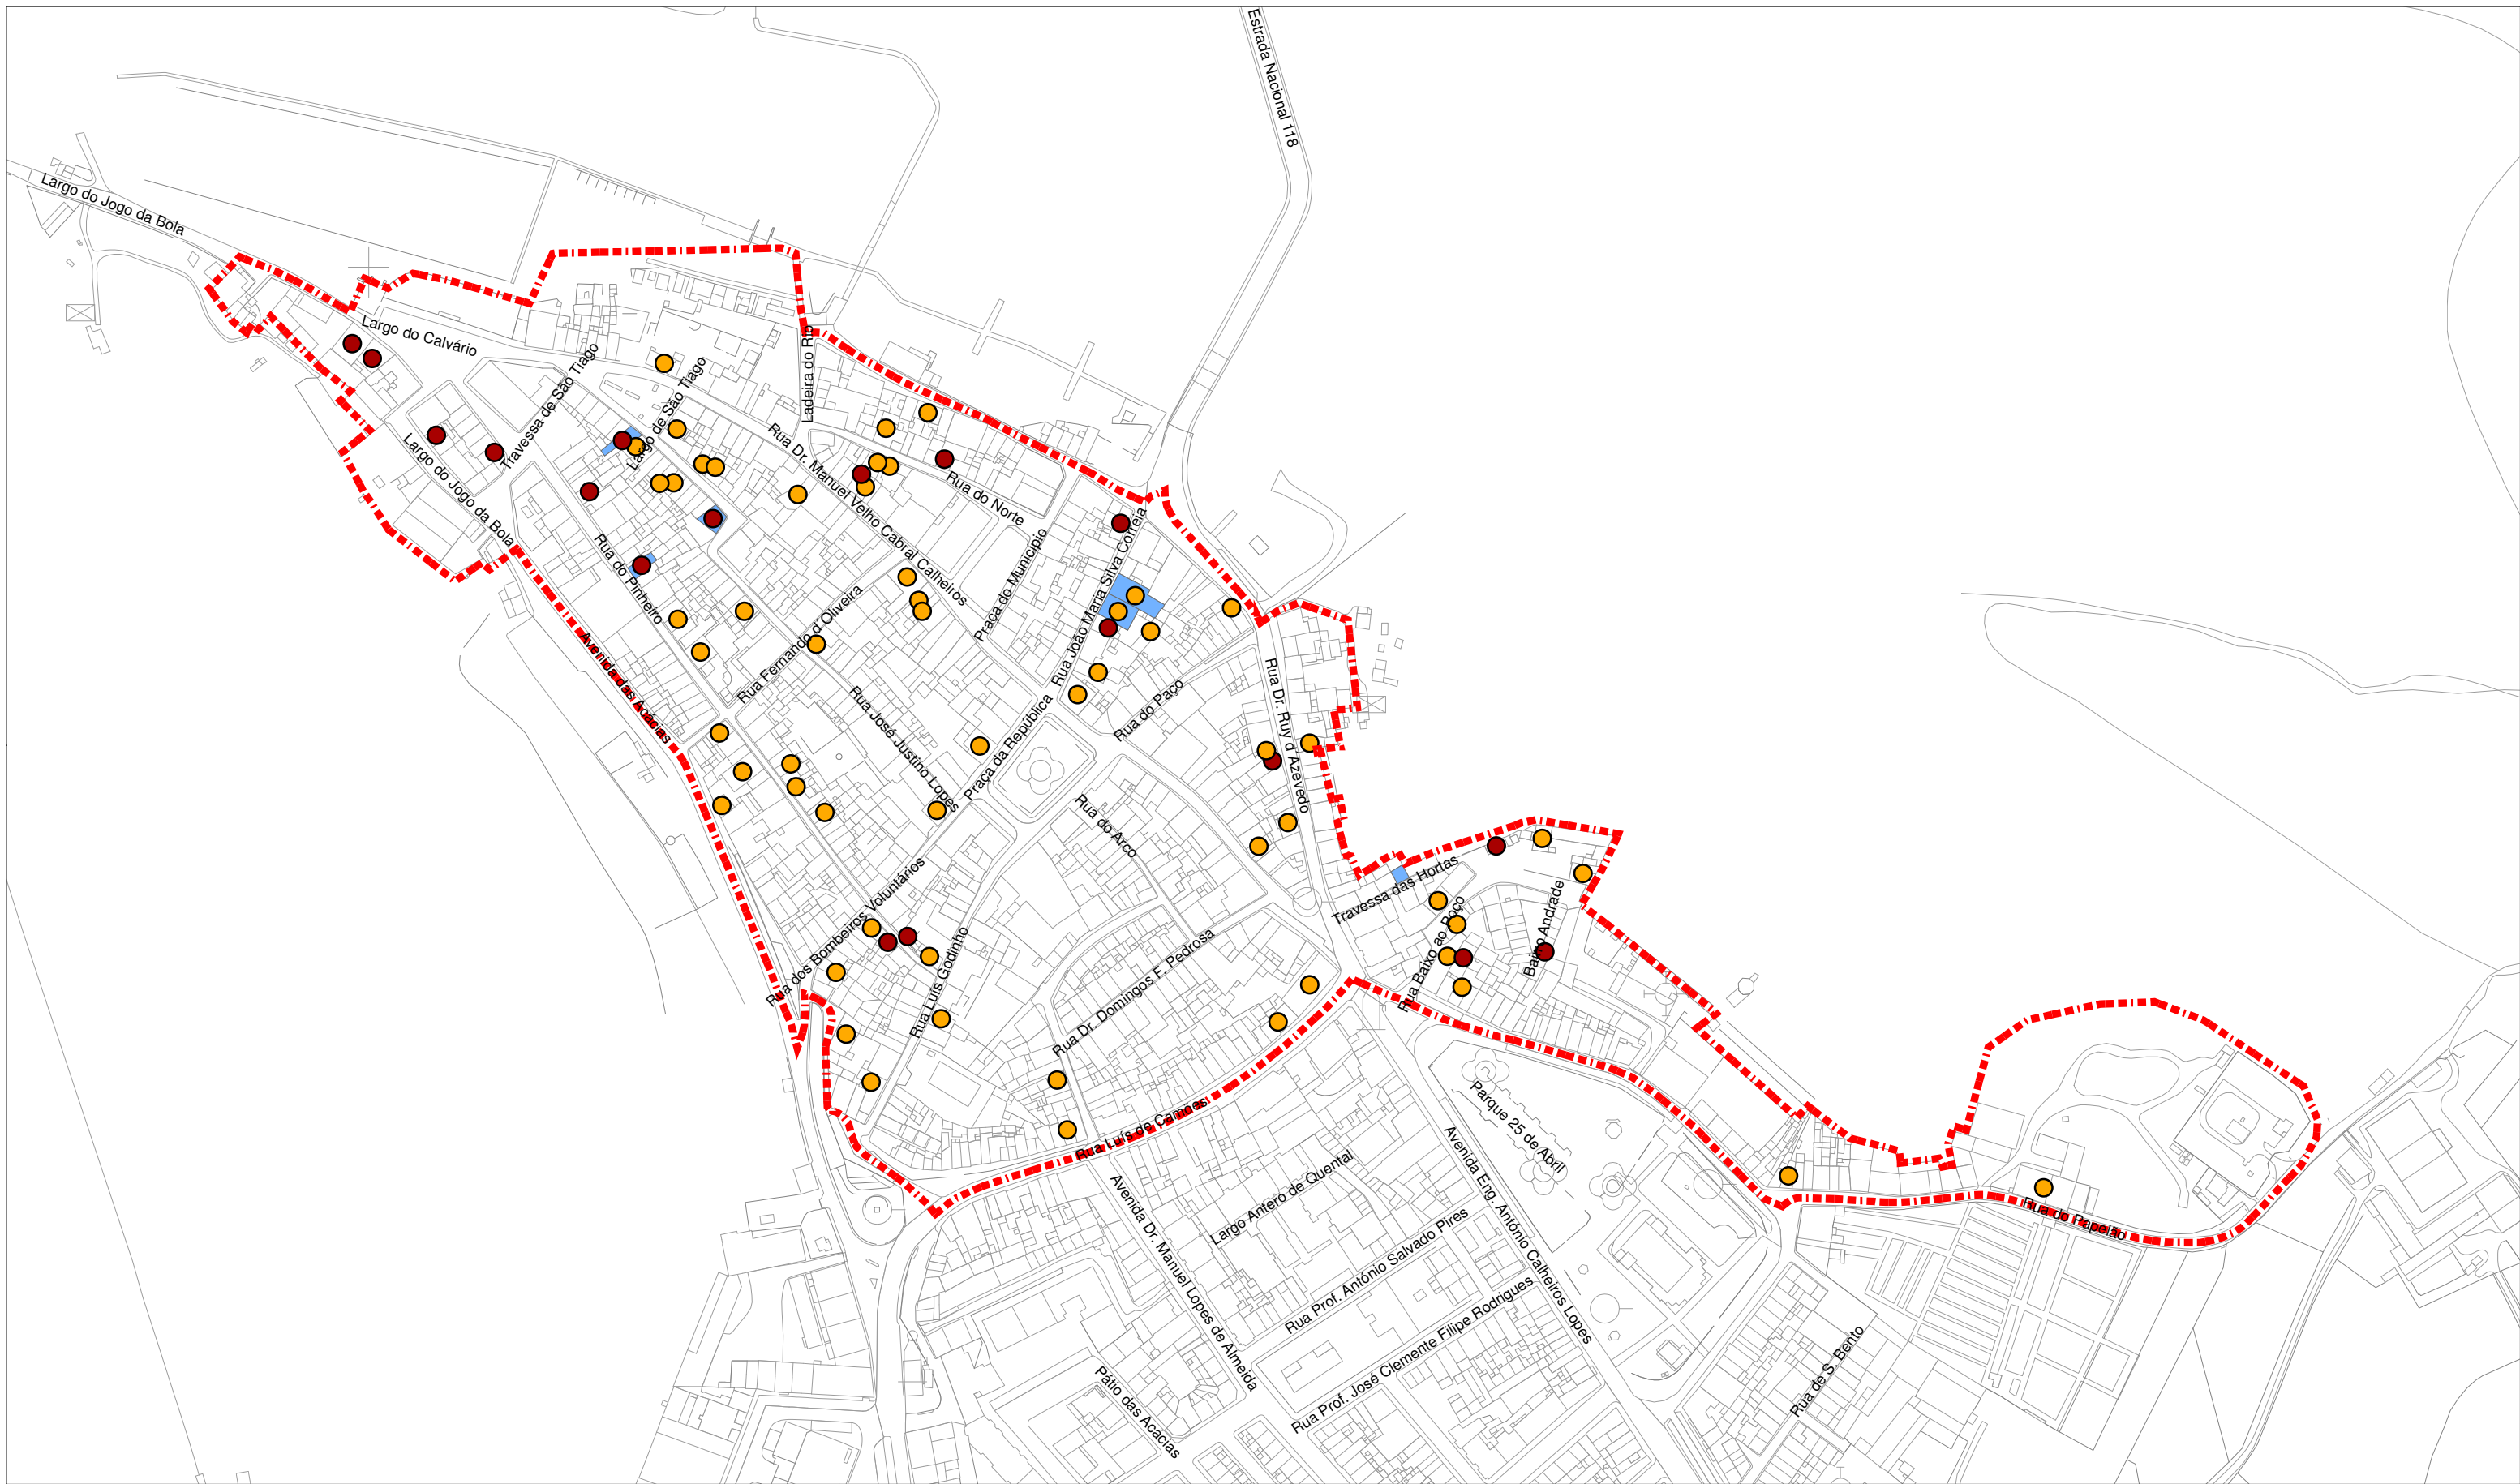 Estrada Nacional 118
Largo do Jogo da Bola
Largo do Calvário
Travessa de São Tiago
Largo de São Tiago
Ladeira do Rio
Largo do Jogo da Bola
Rua Dr. Manuel Velho Cabral Calheiros
Rua do Norte
Rua do Pinheiro
Praça do Município
Rua João Maria Silva Correia
Avenida das Acácias
Rua Fernando d´Oliveira
Rua José Justino Lopes
Praça da República
Rua do Paço
Rua Dr. Ruy d´Azevedo
Rua do Arco
Travessa das Hortas
Rua dos Bombeiros Voluntários
Rua Luís Godinho
Rua Dr. Domingos F. Pedrosa
Rua Baixo ao Poço
Bairro Andrade
Rua Luís de Camões
Parque 25 de Abril
Avenida Eng. António Calheiros Lopes
Largo Antero de Quental
Avenida Dr. Manuel Lopes de Almeida
Rua Prof. António Salvado Pires
Rua do Papelão
Rua Prof. José Clemente Filipe Rodrigues
Pátio das Acácias
Rua de S. Bento